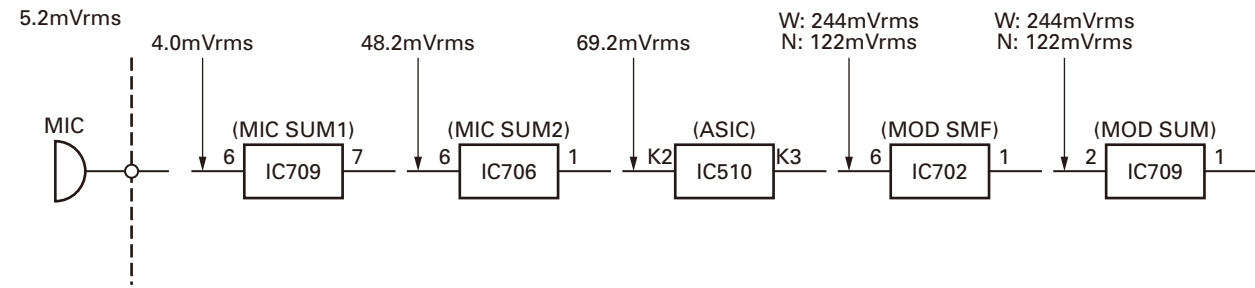 5.2mVrms
4.0mVrms
48.2mVrms
69.2mVrms
W: 244mVrms
N: 122mVrms
W: 244mVrms
N: 122mVrms
MIC
(MIC SUM1)
6
IC709
7
(MIC SUM2)
6
IC706
1
(ASIC)
K2
IC510
K3
(MOD SMF)
6
IC702
1
(MOD SUM)
2
IC709
1